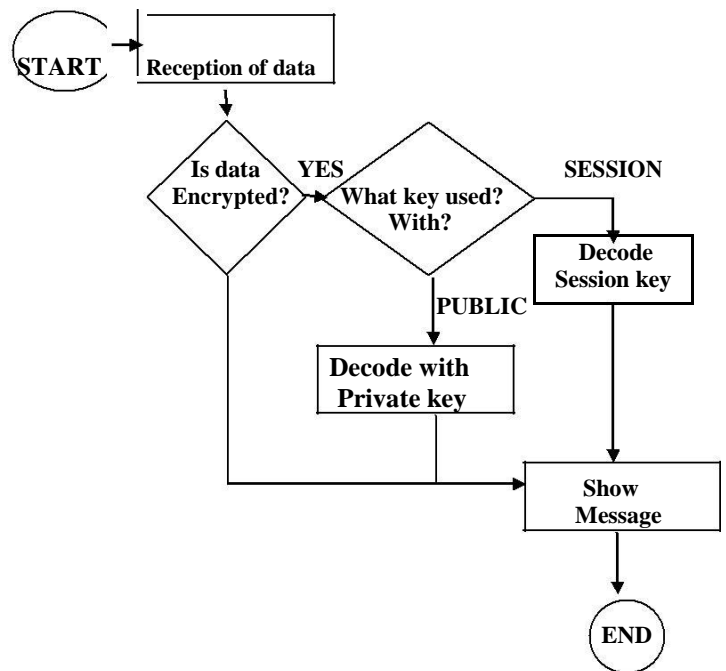 START
Reception of data
Is data
Encrypted?
YES
What key used?
With?
SESSION
Decode
Session key
PUBLIC
Decode with
Private key
Show
Message
END